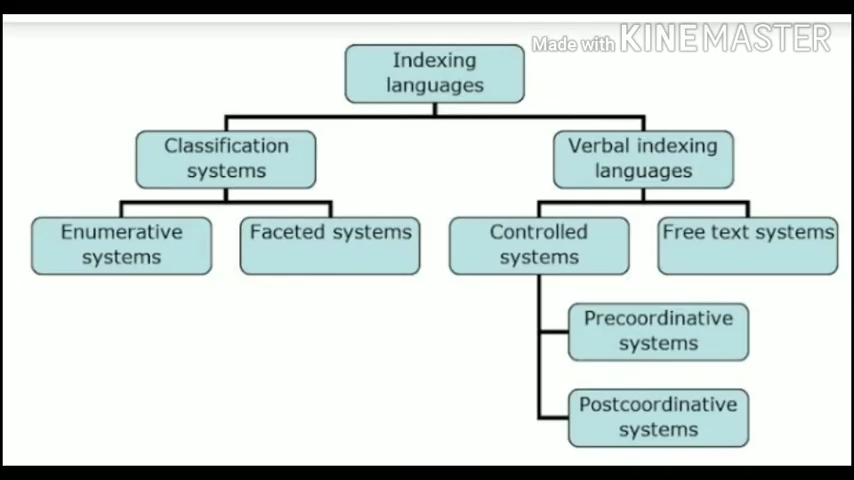 Made with KINEMASTER
Indexing
languages
Classification
systems
Verbal indexing
languages
Enumerative
systems
Faceted systems
Controlled
systems
Free text systems
Precoordinative
systems
Postcoordinative
systems